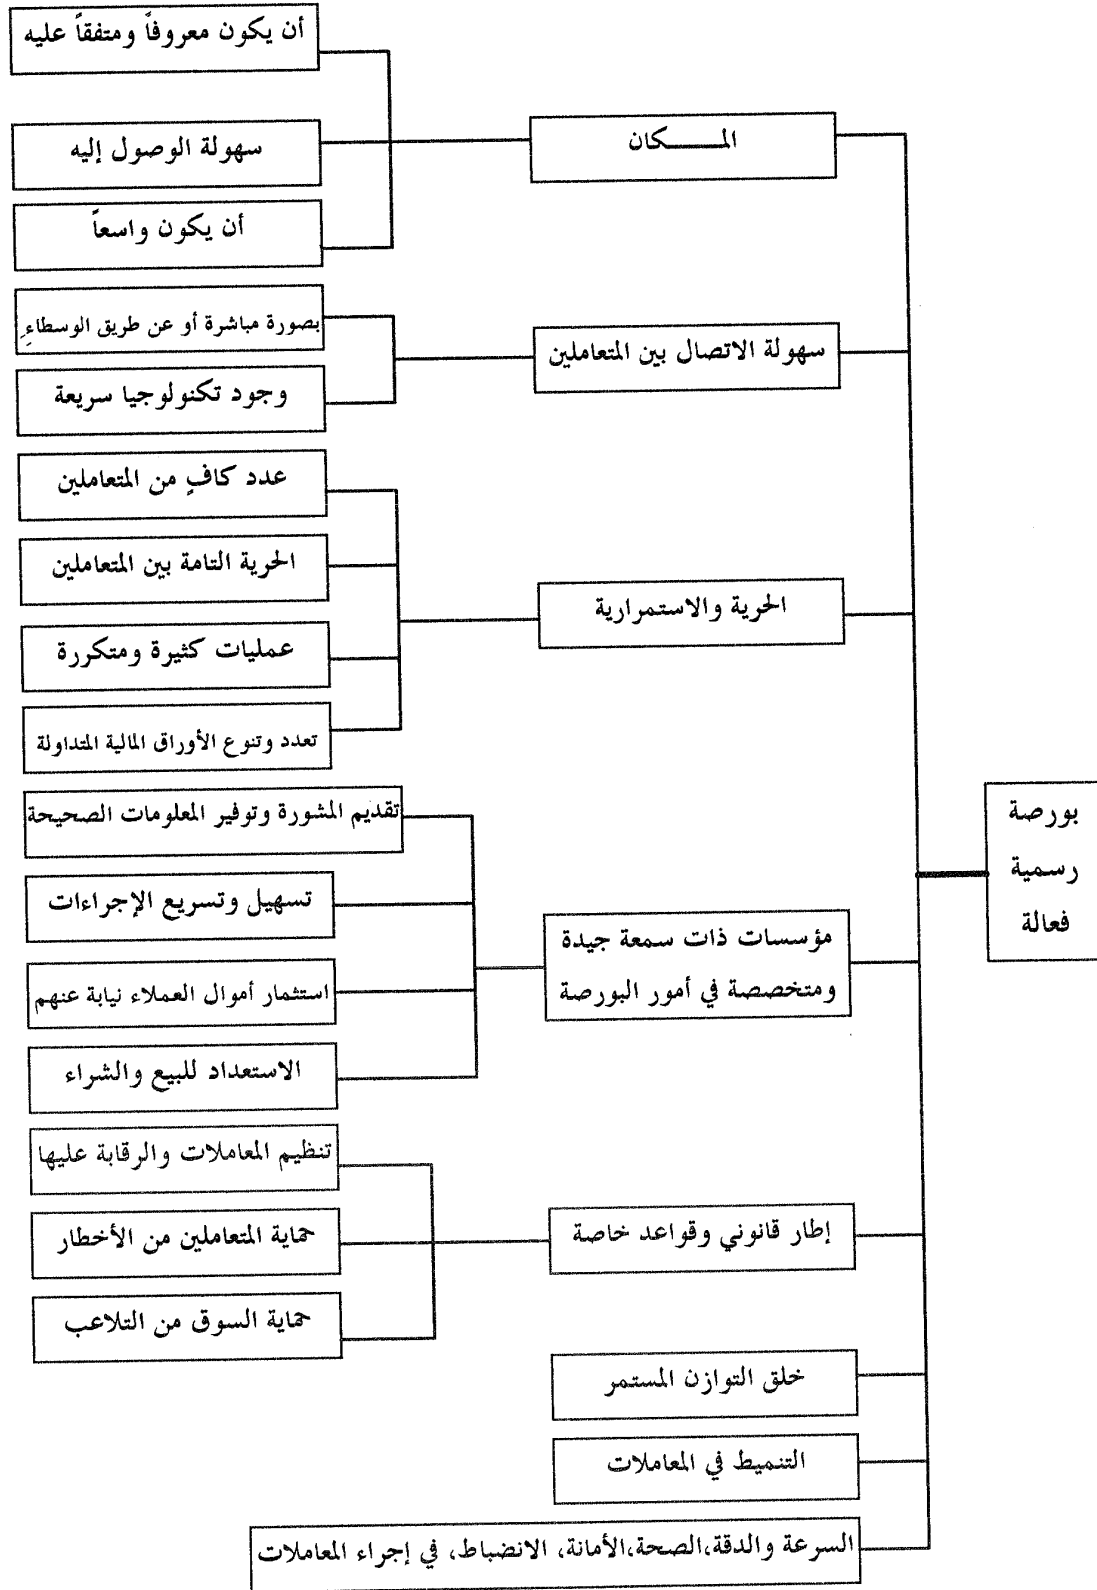 بورصة
رسمية
فعالة
المـــــــكان
أن يكون معروفاً ومتفقاً عليه
سهولة الوصول إليه
أن يكون واسعاً
سهولة الاتصال بين المتعاملين
بصورة مباشرة أو عن طريق الوسطاءِ
وجود تكنولوجيا سريعة
الحرية والاستمرارية
عدد كافٍ من المتعاملين
الحرية التامة بين المتعاملين
عمليات كثيرة ومتكررة
تعدد وتنوع الأوراق المالية المتداولة
مؤسسات ذات سمعة جيدة
ومتخصصة في أمور البورصة
تقديم المشورة وتوفير المعلومات الصحيحة
تسهيل وتسريع الإجراءات
استثمار أموال العملاء نيابة عنهم
الاستعداد للبيع والشراء
إطار قانوني وقواعد خاصة
تنظيم المعاملات والرقابة عليها
حماية المتعاملين من الأخطار
حماية السوق من التلاعب
خلق التوازن المستمر
التنميط في المعاملات
السرعة والدقة،الصحة،الأمانة، الانضباط، في إجراء المعاملات